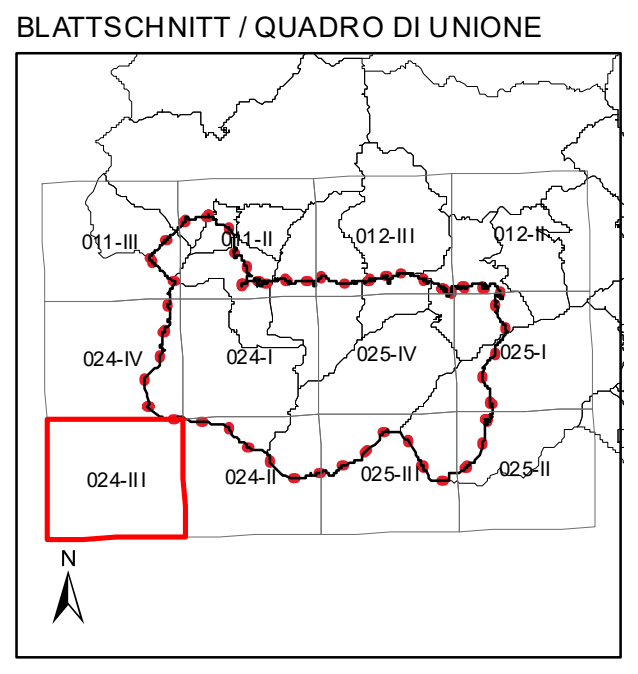 BLATTSCHNITT / QUADRO DI UNIONE
011-III
011-II
012-III
012-II
024-IV
024-I
025-IV
025-I
024-III
024-II
025-III
025-II
N